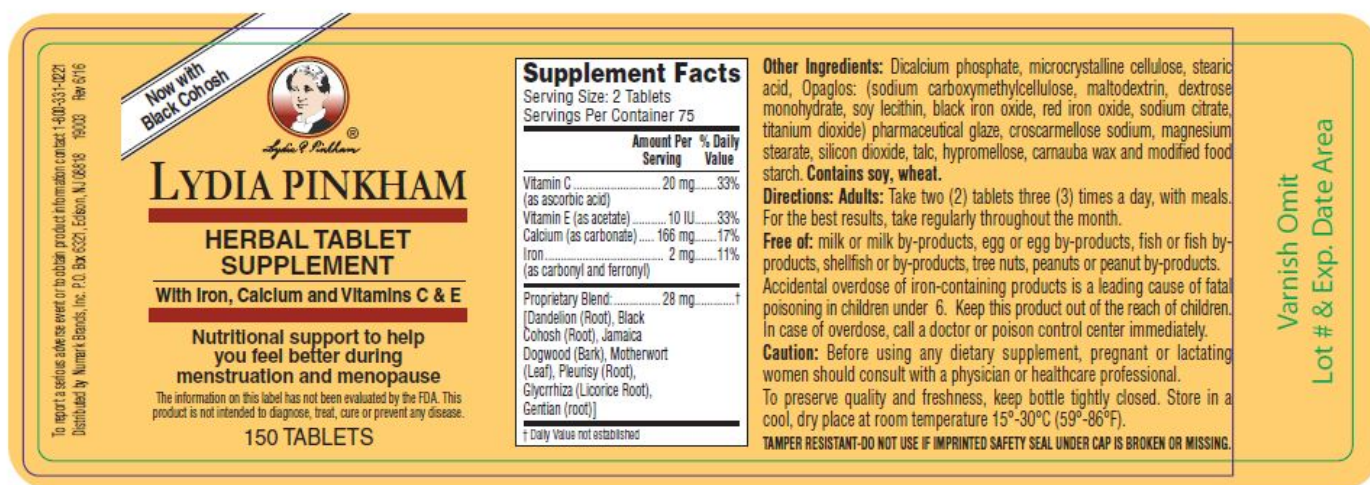 To report a serious adverse event or to obtain product information contact 1-800-331-0221
Distributed by Numark Brands, Inc. P.O. Box 6321, Edison, NJ 08818 19003 Rev 6/16
Now with
Black Cohosh
®
Lydia E. Pinkham
LYDIA PINKHAM
HERBAL TABLET
SUPPLEMENT
With Iron, Calcium and Vitamins C & E
Nutritional support to help
you feel better during
menstruation and menopause
The information on this label has not been evaluated by the FDA. This
product is not intended to diagnose, treat, cure or prevent any disease.
150 TABLETS
Supplement Facts
Serving Size: 2 Tablets
Servings Per Container 75
Amount Per % Daily
Serving Value
Vitamin C ............................ 20 mg.......33%
(as ascorbic acid)
Vitamin E (as acetate) ........... 10 IU.......33%
Calcium (as carbonate) ..... 166 mg.......17%
Iron...................................... 2 mg.......11%
(as carbonyl and ferronyl)
Proprietary Blend:............... 28 mg............†
[Dandelion (Root), Black
Cohosh (Root), Jamaica
Dogwood (Bark), Motherwort
(Leaf), Pleurisy (Root),
Glycrrhiza (Licorice Root),
Gentian (root)]
† Daily Value not established
Other Ingredients: Dicalcium phosphate, microcrystalline cellulose, stearic
acid, Opaglos: (sodium carboxymethylcellulose, maltodextrin, dextrose
monohydrate, soy lecithin, black iron oxide, red iron oxide, sodium citrate,
titanium dioxide) pharmaceutical glaze, croscarmellose sodium, magnesium
stearate, silicon dioxide, talc, hypromellose, carnauba wax and modified food
starch. Contains soy, wheat.
Directions: Adults: Take two (2) tablets three (3) times a day, with meals.
For the best results, take regularly throughout the month.
Free of: milk or milk by-products, egg or egg by-products, fish or fish by-
products, shellfish or by-products, tree nuts, peanuts or peanut by-products.
Accidental overdose of iron-containing products is a leading cause of fatal
poisoning in children under 6. Keep this product out of the reach of children.
In case of overdose, call a doctor or poison control center immediately.
Caution: Before using any dietary supplement, pregnant or lactating
women should consult with a physician or healthcare professional.
To preserve quality and freshness, keep bottle tightly closed. Store in a
cool, dry place at room temperature 15º-30ºC (59º-86ºF).
TAMPER RESISTANT-DO NOT USE IF IMPRINTED SAFETY SEAL UNDER CAP IS BROKEN OR MISSING.
Varnish Omit
Lot # & Exp. Date Area